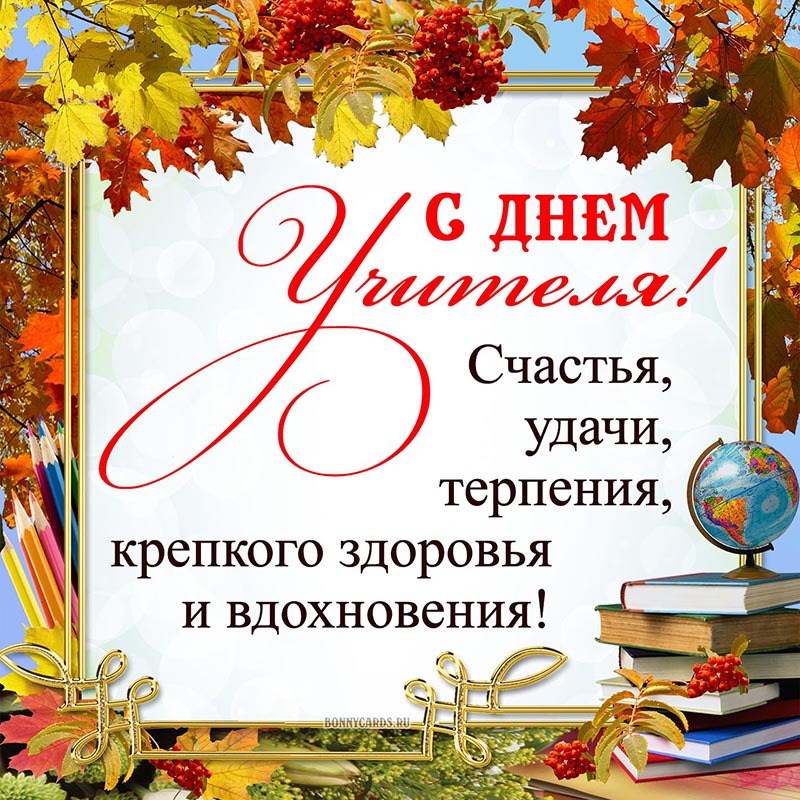 С ДНЕМ
Учителя!
Счастья,
удачи,
терпения,
крепкого здоровья
и вдохновения!
BONNYCARDS.RU